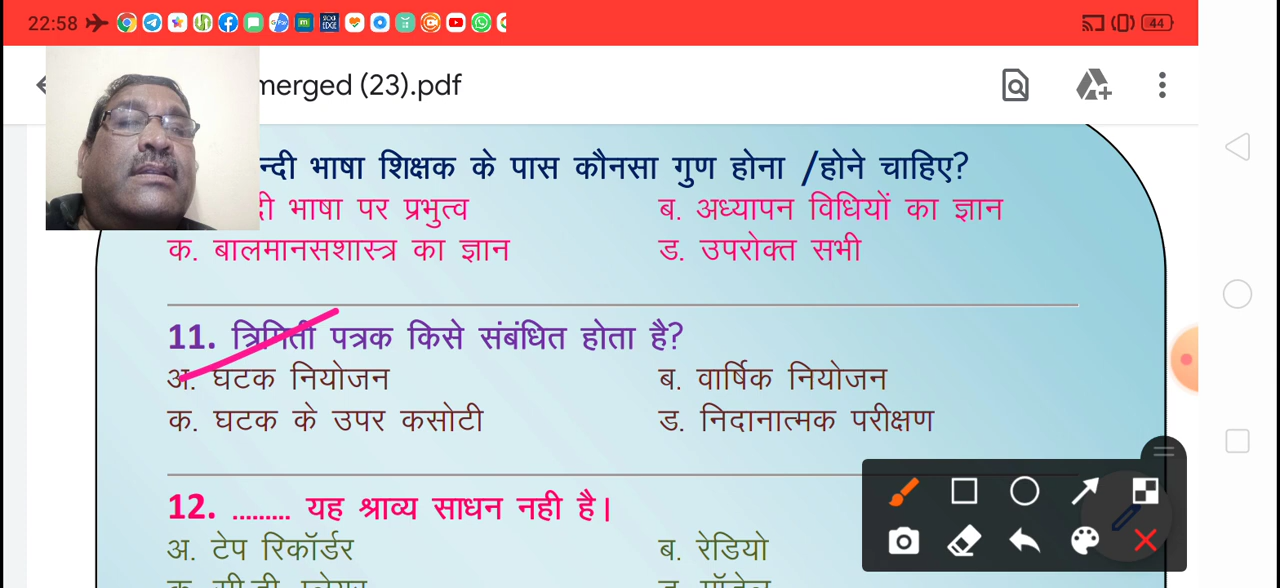 22:58
44
merged (23).pdf
न्दी भाषा शिक्षक के पास कौनसा गुण होना /होने चाहिए?
दी भाषा पर प्रभुत्व ब. अध्यापन विधियों का ज्ञान
क. बालमानसशास्त्र का ज्ञान ड. उपरोक्त सभी
11. त्रिमिती पत्रक किसे संबंधित होता है?
अ. घटक नियोजन ब. वार्षिक नियोजन
क. घटक के उपर कसोटी ड. निदानात्मक परीक्षण
12. ......... यह श्राव्य साधन नही है।
अ. टेप रिकॉर्डर ब. रेडियो